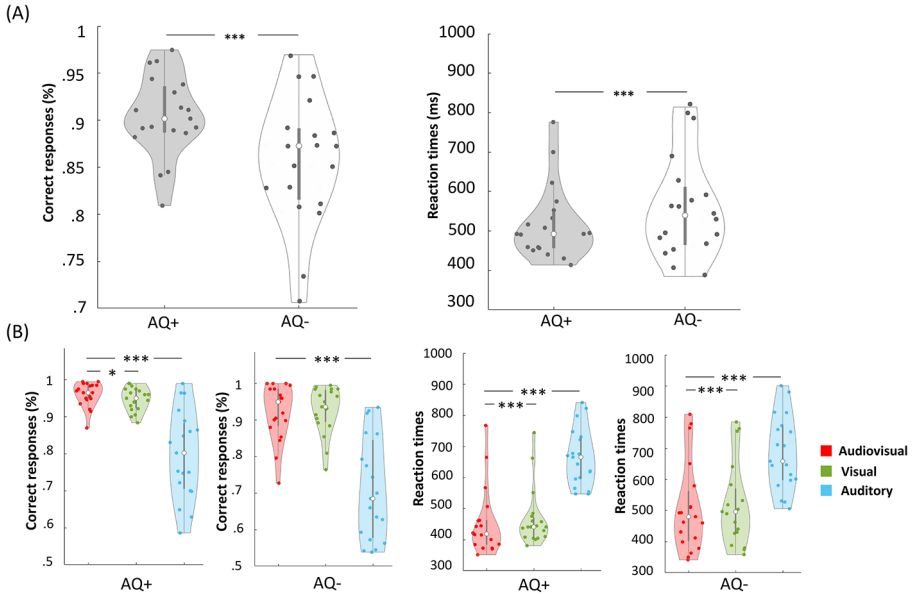 (A)
Correct responses (%)
1
.95
.9
.85
.8
.75
.7
***
AQ+
AQ-
Reaction times (ms)
1000
900
800
700
600
500
400
300
***
AQ+
AQ-
(B)
Correct responses (%)
1
.9
.8
.7
.6
.5
***
*
AQ+
Correct responses (%)
1
.9
.8
.7
.6
.5
***
AQ-
Reaction times
1000
900
800
700
600
500
400
300
***
***
AQ+
Reaction times
1000
900
800
700
600
500
400
300
***
***
AQ-
Audiovisual
Visual
Auditory